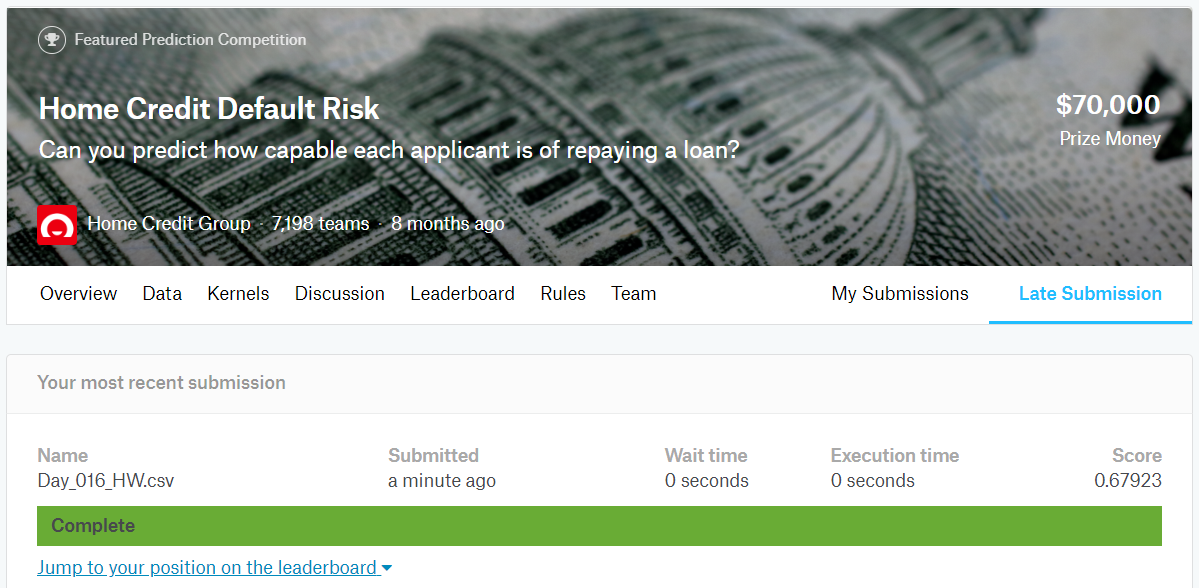 Featured Prediction Competition
Home Credit Default Risk
Can you predict how capable each applicant is of repaying a loan?
$70,000
Prize Money
Home Credit Group · 7,198 teams · 8 months ago
Overview Data Kernels Discussion Leaderboard Rules Team My Submissions Late Submission
Your most recent submission
Name Submitted Wait time Execution time Score
Day_016_HW.csv a minute ago 0 seconds 0 seconds 0.67923
Complete
Jump to your position on the leaderboard